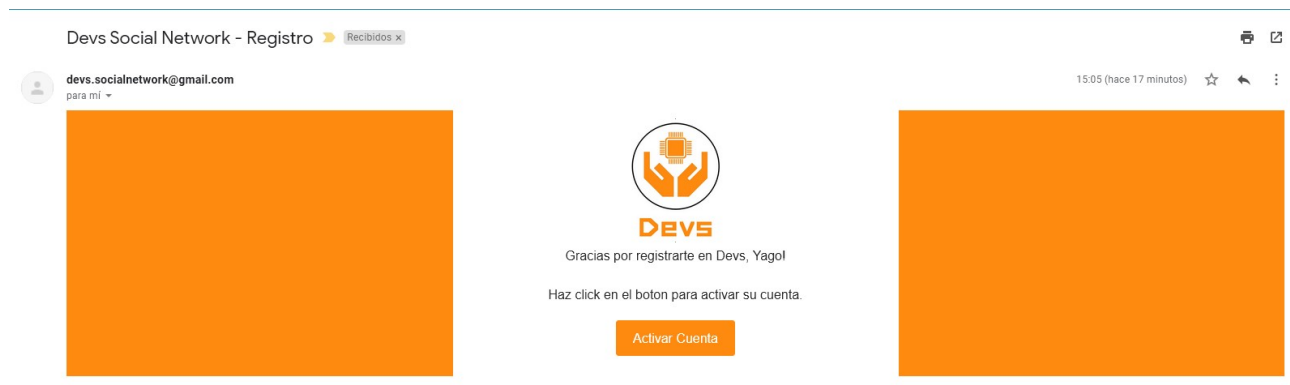 Devs Social Network - Registro Recibidos x
devs.socialnetwork@gmail.com 15:05 (hace 17 minutos)
para mí
Devs
Gracias por registrarte en Devs, Yago!
Haz click en el boton para activar su cuenta.
Activar Cuenta